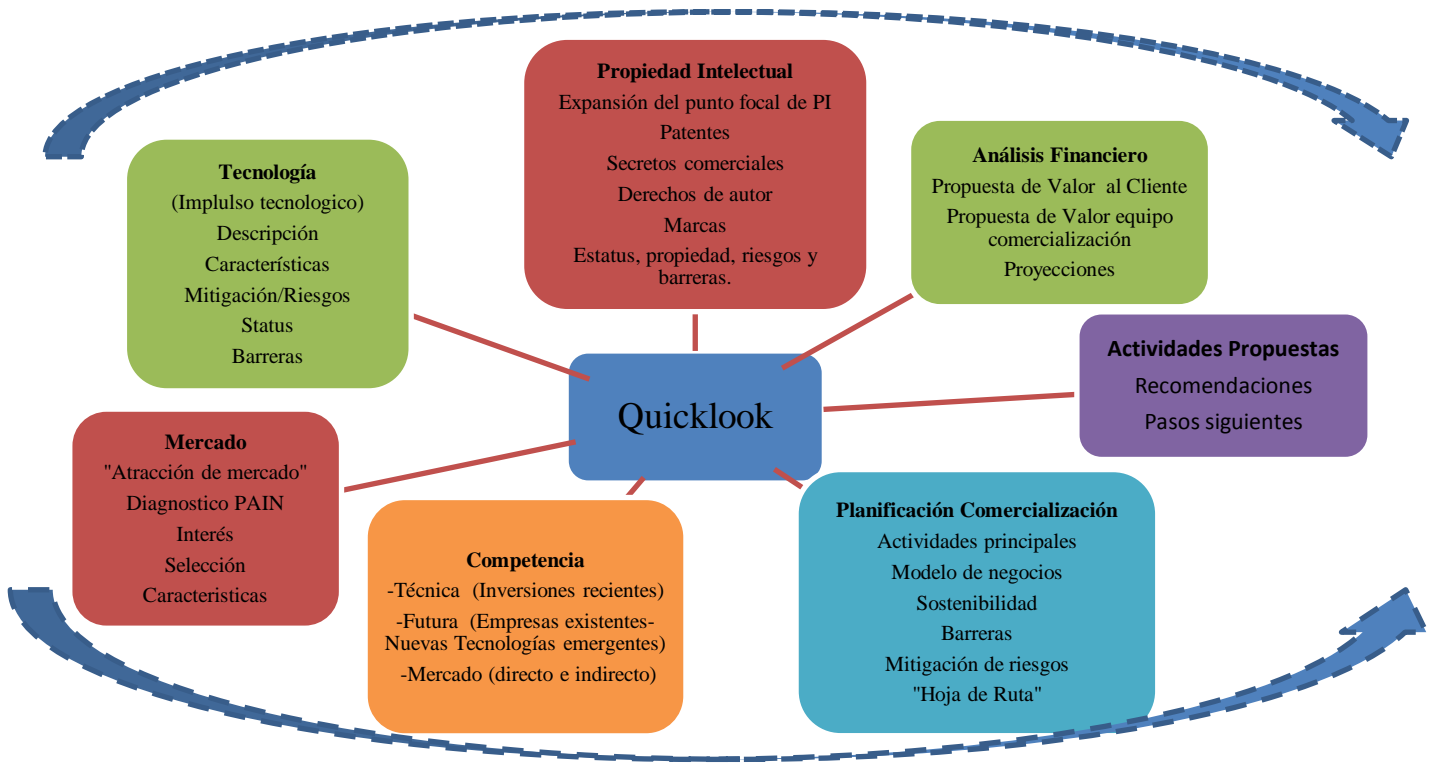 Propiedad Intelectual
Expansión del punto focal de PI
Patentes
Secretos comerciales
Derechos de autor
Marcas
Estatus, propiedad, riesgos y
barreras.
Tecnología
(Implulso tecnologico)
Descripción
Característícas
Mitigación/Riesgos
Status
Barreras
Análisis Financiero
Propuesta de Valor al Cliente
Propuesta de Valor equipo
comercialización
Proyecciones
Actividades Propuestas
Recomendaciones
Pasos siguientes
Quicklook
Mercado
"Atracción de mercado"
Diagnostico PAIN
Interés
Selección
Caracteristicas
Competencia
-Técnica (Inversiones recientes)
-Futura (Empresas existentes-
Nuevas Tecnologías emergentes)
-Mercado (directo e indirecto)
Planificación Comercialización
Actividades principales
Modelo de negocios
Sostenibilidad
Barreras
Mitigación de riesgos
"Hoja de Ruta"